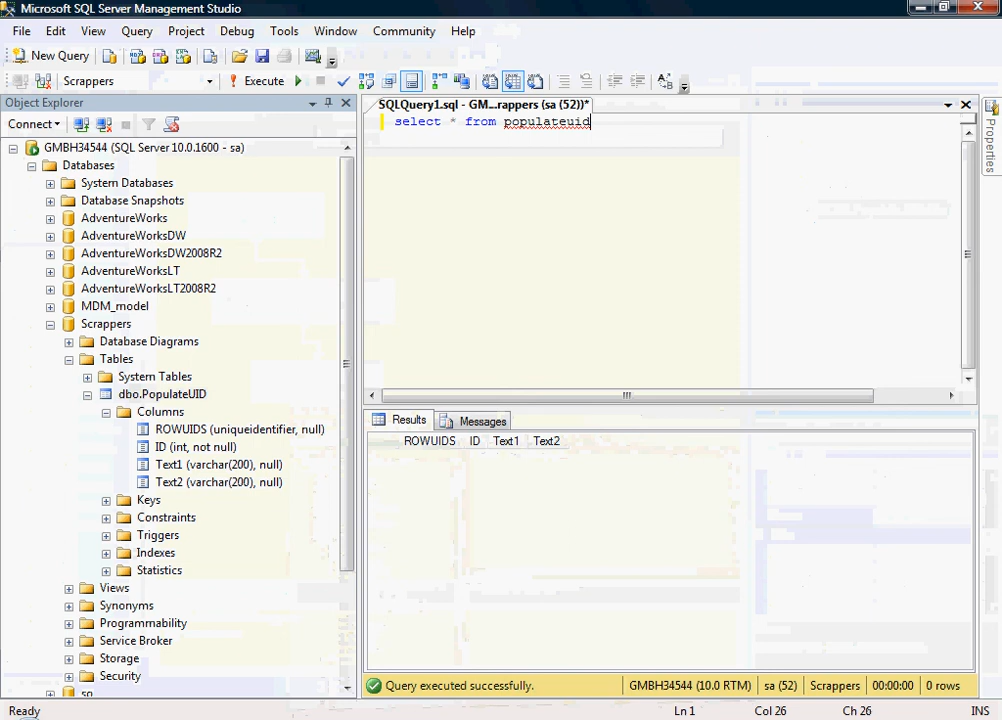 Microsoft SQL Server Management Studio
File Edit View Query Project Debug Tools Window Community Help
New Query
Scrappers Execute
Object Explorer
SQLQuery1.sql - GM...rappers (sa (52))*
Connect
select * from populateuid
Properties
GMBH34544 (SQL Server 10.0.1600 - sa)
Databases
System Databases
Database Snapshots
AdventureWorks
AdventureWorksDW
AdventureWorksDW2008R2
AdventureWorksLT
AdventureWorksLT2008R2
MDM_model
Scrappers
Database Diagrams
Tables
System Tables
dbo.PopulateUID
Columns
ROWUIDS (uniqueidentifier, null)
ID (int, not null)
Text1 (varchar(200), null)
Text2 (varchar(200), null)
Keys
Constraints
Triggers
Indexes
Statistics
Views
Synonyms
Programmability
Service Broker
Storage
Security
Results Messages
ROWUIDS ID Text1 Text2
Query executed successfully. GMBH34544 (10.0 RTM) sa (52) Scrappers 00:00:00 0 rows
Ready Ln 1 Col 26 Ch 26 INS